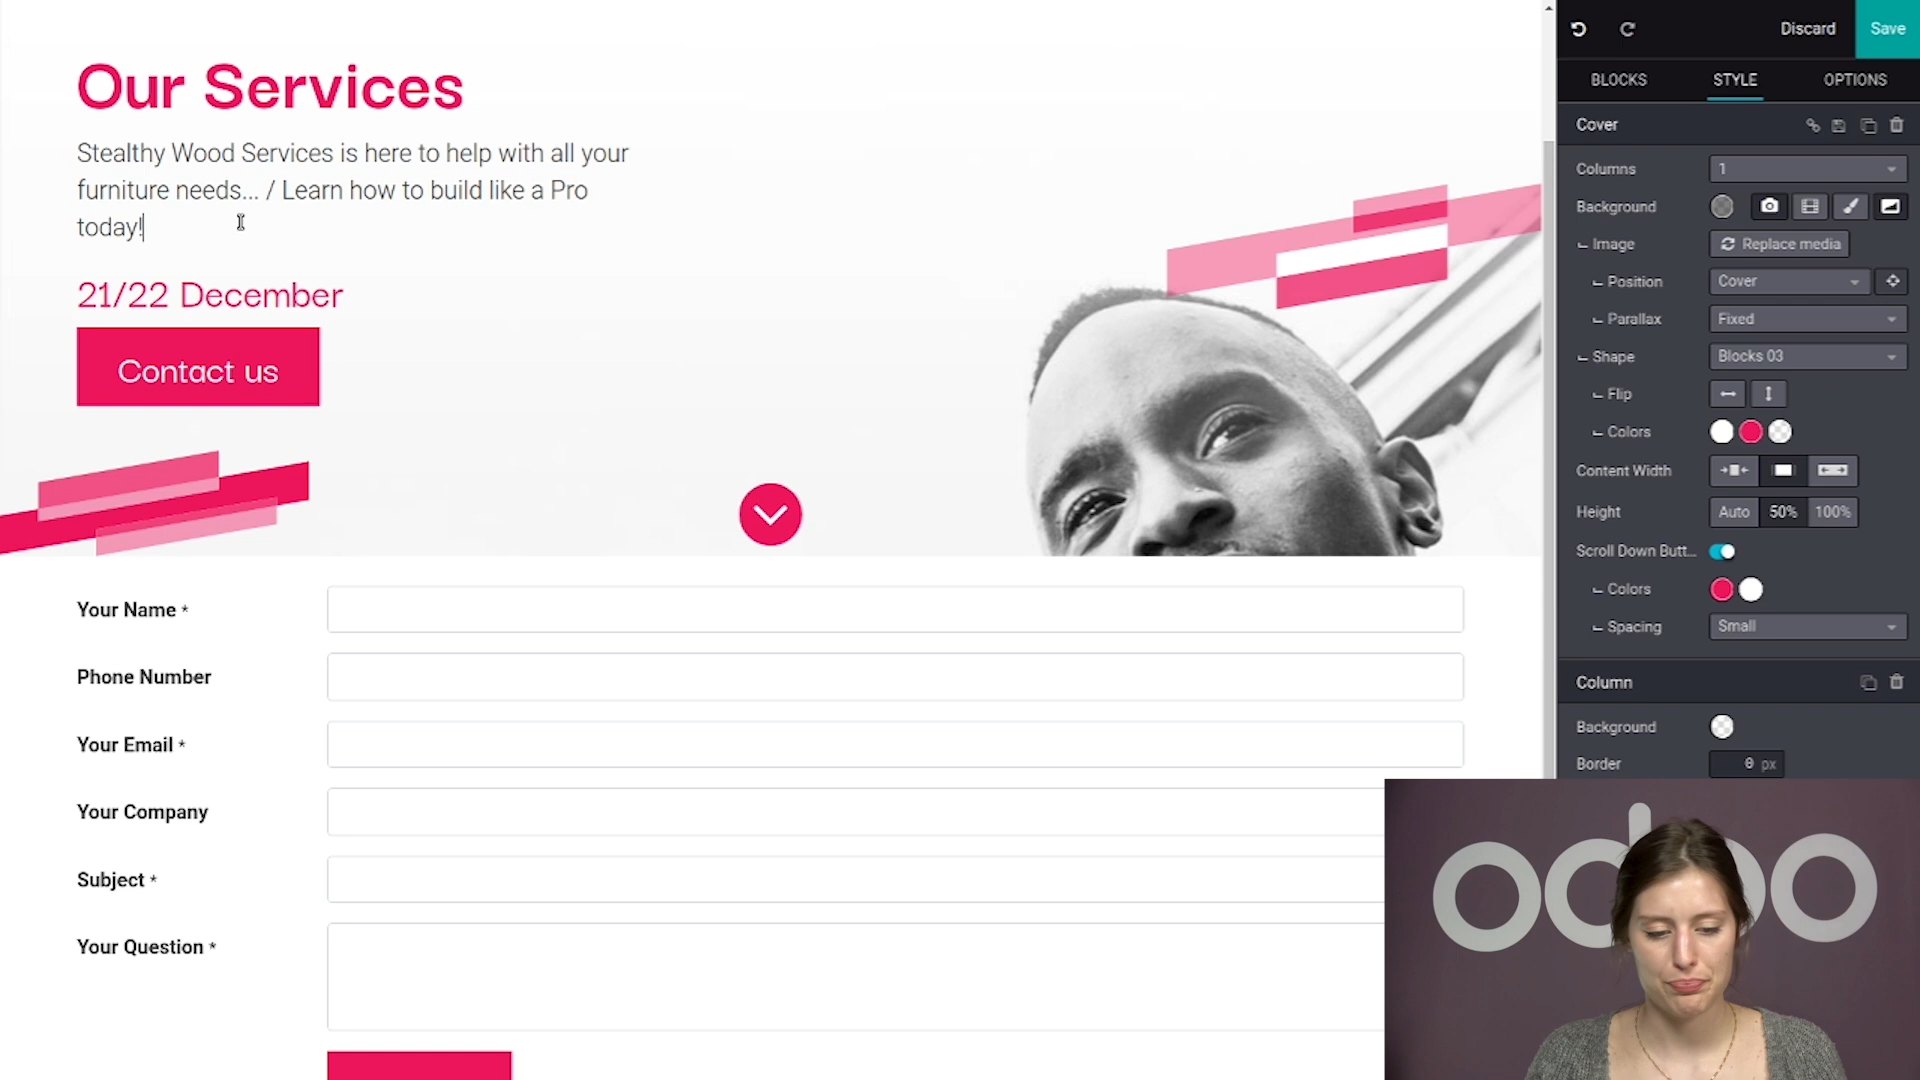 Our Services
Stealthy Wood Services is here to help with all your
furniture needs... / Learn how to build like a Pro
today!
21/22 December
Contact us
Your Name *
Phone Number
Your Email *
Your Company
Subject *
Your Question *
Discard
Save
BLOCKS
STYLE
OPTIONS
Cover
Columns
1
Background
Image
Replace media
Position
Cover
Parallax
Fixed
Shape
Blocks 03
Flip
Colors
Content Width
Height
Auto
50%
100%
Scroll Down Butt...
Colors
Spacing
Small
Column
Background
Border
0 px
odoo